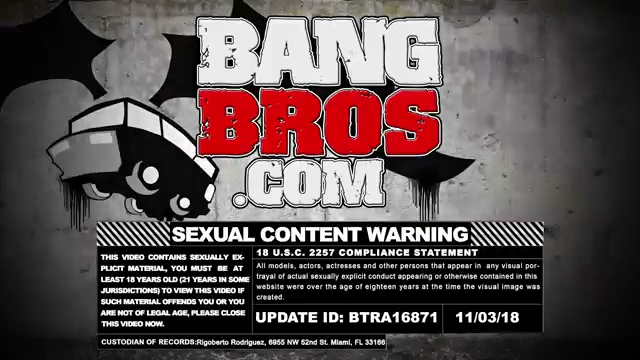 BANG
BROS
.COM
SEXUAL CONTENT WARNING
THIS VIDEO CONTAINS SEXUALLY EX-
PLICIT MATERIAL, YOU MUST BE AT
LEAST 18 YEARS OLD (21 YEARS IN SOME
JURISDICTIONS) TO VIEW THIS VIDEO IF
SUCH MATERIAL OFFENDS YOU OR YOU
ARE NOT OF LEGAL AGE, PLEASE CLOSE
THIS VIDEO NOW.
18 U.S.C. 2257 COMPLIANCE STATEMENT
All models, actors, actresses and other persons that appear in any visual por-
trayal of actual sexually explicit conduct appearing or otherwise contained in this
website were over the age of eighteen years at the time the visual image was
created.
UPDATE ID: BTRA16871 11/03/18
CUSTODIAN OF RECORDS:Rigoberto Rodriguez, 6955 NW 52nd St. Miami, FL 33166